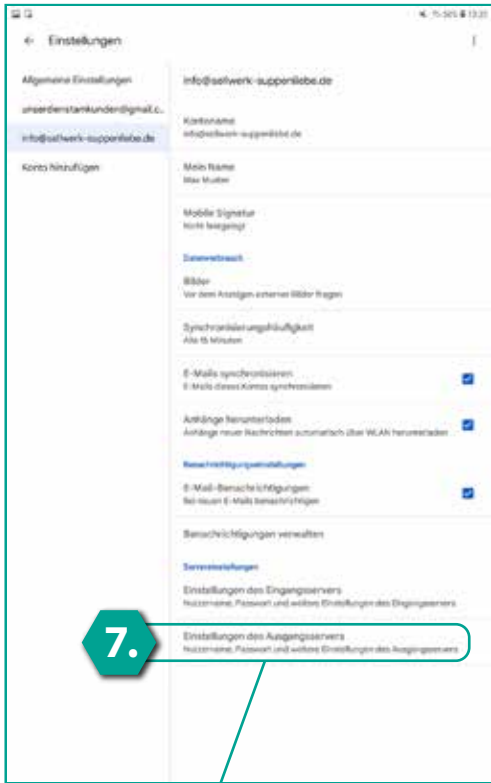 Einstellungen
Allgemeine Einstellungen
info@sellwerk-suppenliebe.de
Konto hinzufügen
info@sellwerk-suppenliebe.de
Kontoname
info@sellwerk-suppenliebe.de
Mein Name
Max Muster
Mobile Signatur
Nicht festgelegt
Datenverbrauch
Bilder
Vor dem Anzeigen externer Bilder fragen
Synchronisierungshäufigkeit
Alle 15 Minuten
E-Mails synchronisieren
E-Mails dieses Kontos synchronisieren
Anhänge herunterladen
Anhänge neuer Nachrichten automatisch über WLAN herunterladen
Benachrichtigungseinstellungen
E-Mail-Benachrichtigungen
Bei neuen E-Mails benachrichtigen
Benachrichtigungen verwalten
Servereinstellungen
Einstellungen des Eingangsservers
Nutzername, Passwort und weitere Einstellungen des Eingangsservers
7.
Einstellungen des Ausgangsservers
Nutzername, Passwort und weitere Einstellungen des Ausgangsservers